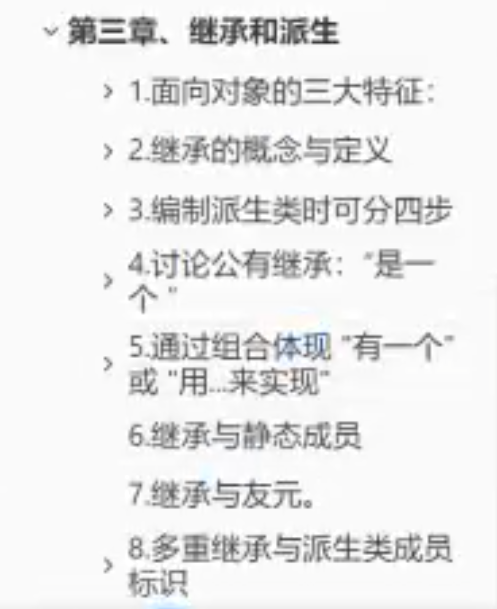 第三章、继承和派生
1.面向对象的三大特征：
2.继承的概念与定义
3.编制派生类时可分四步
4.讨论公有继承：“是一
个 ”
5.通过组合体现 “有一个”
或 “用...来实现”
6.继承与静态成员
7.继承与友元。
8.多重继承与派生类成员
标识